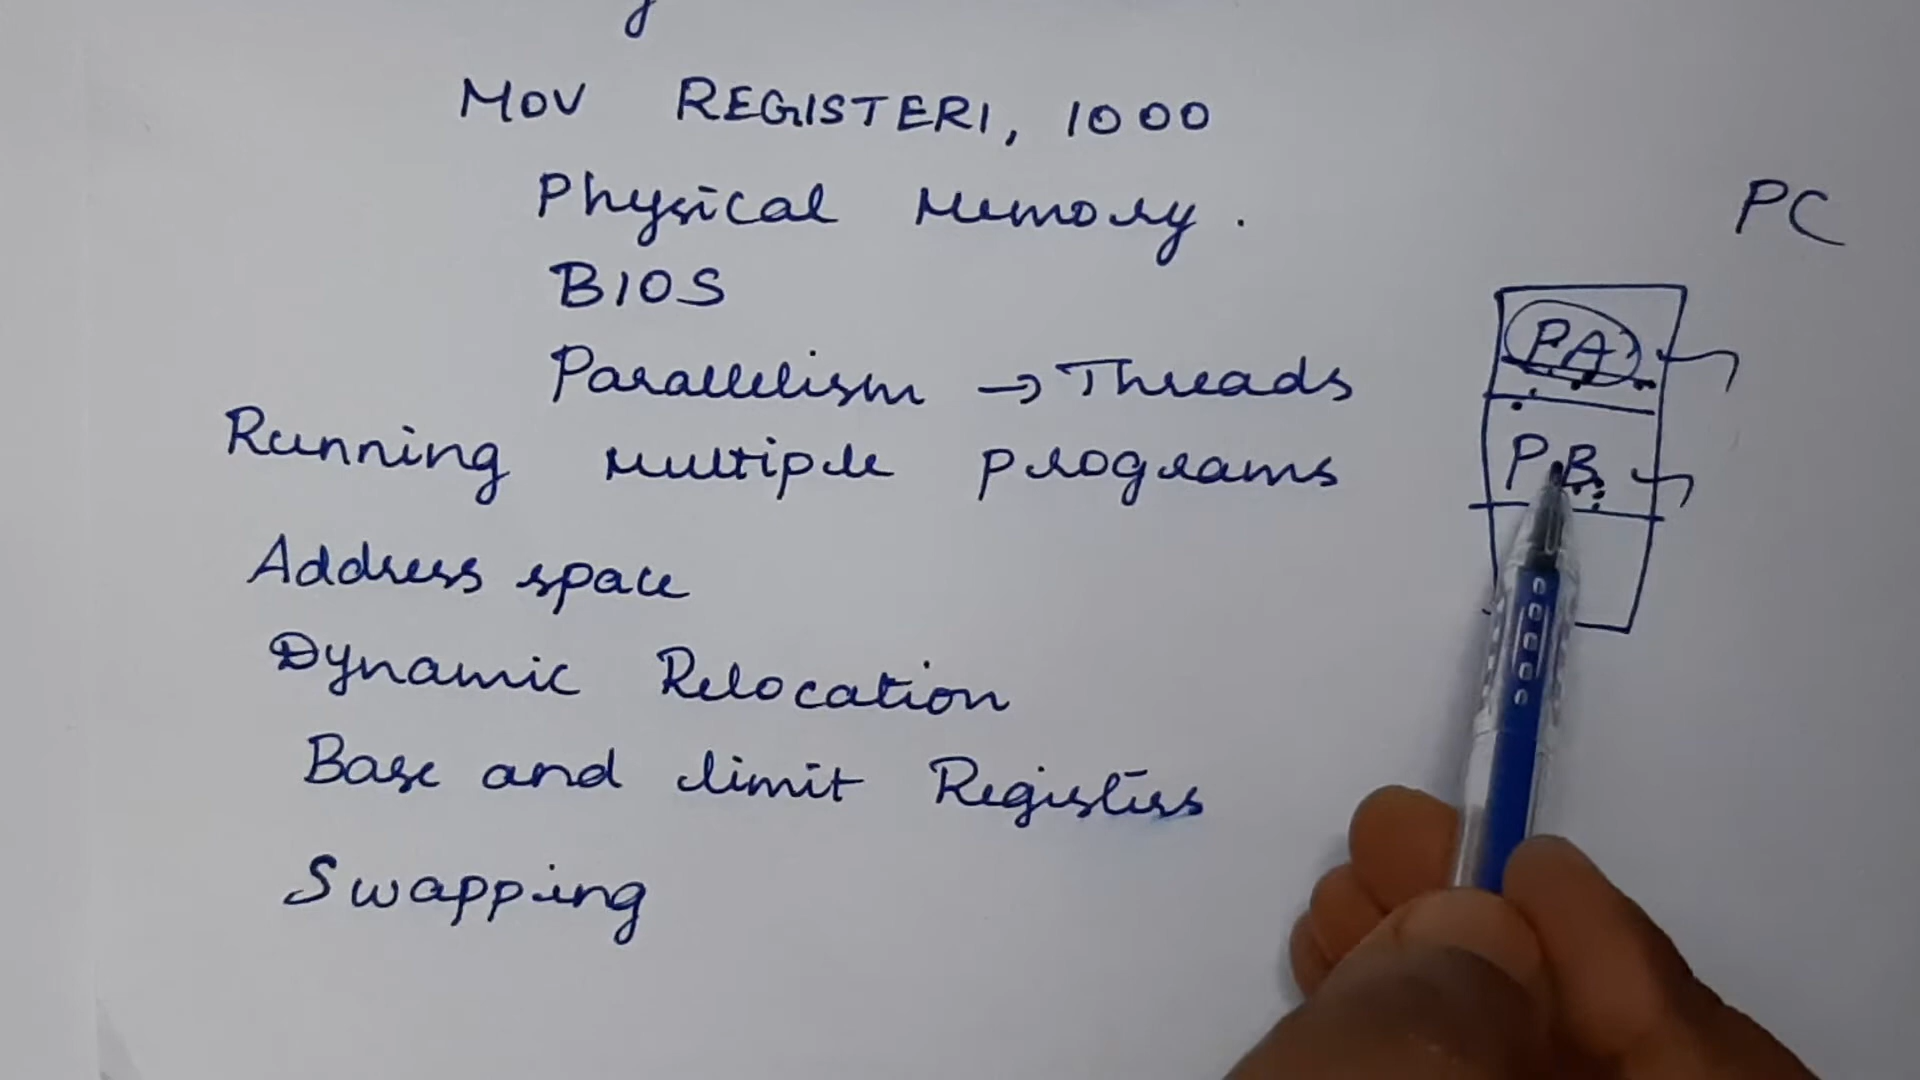 MOV REGISTER1, 1000
Physical Memory.
BIOS
Parallelism → Threads
Running Multiple programs
Address space
Dynamic Relocation
Base and limit Registers
Swapping
PC
PA
PB